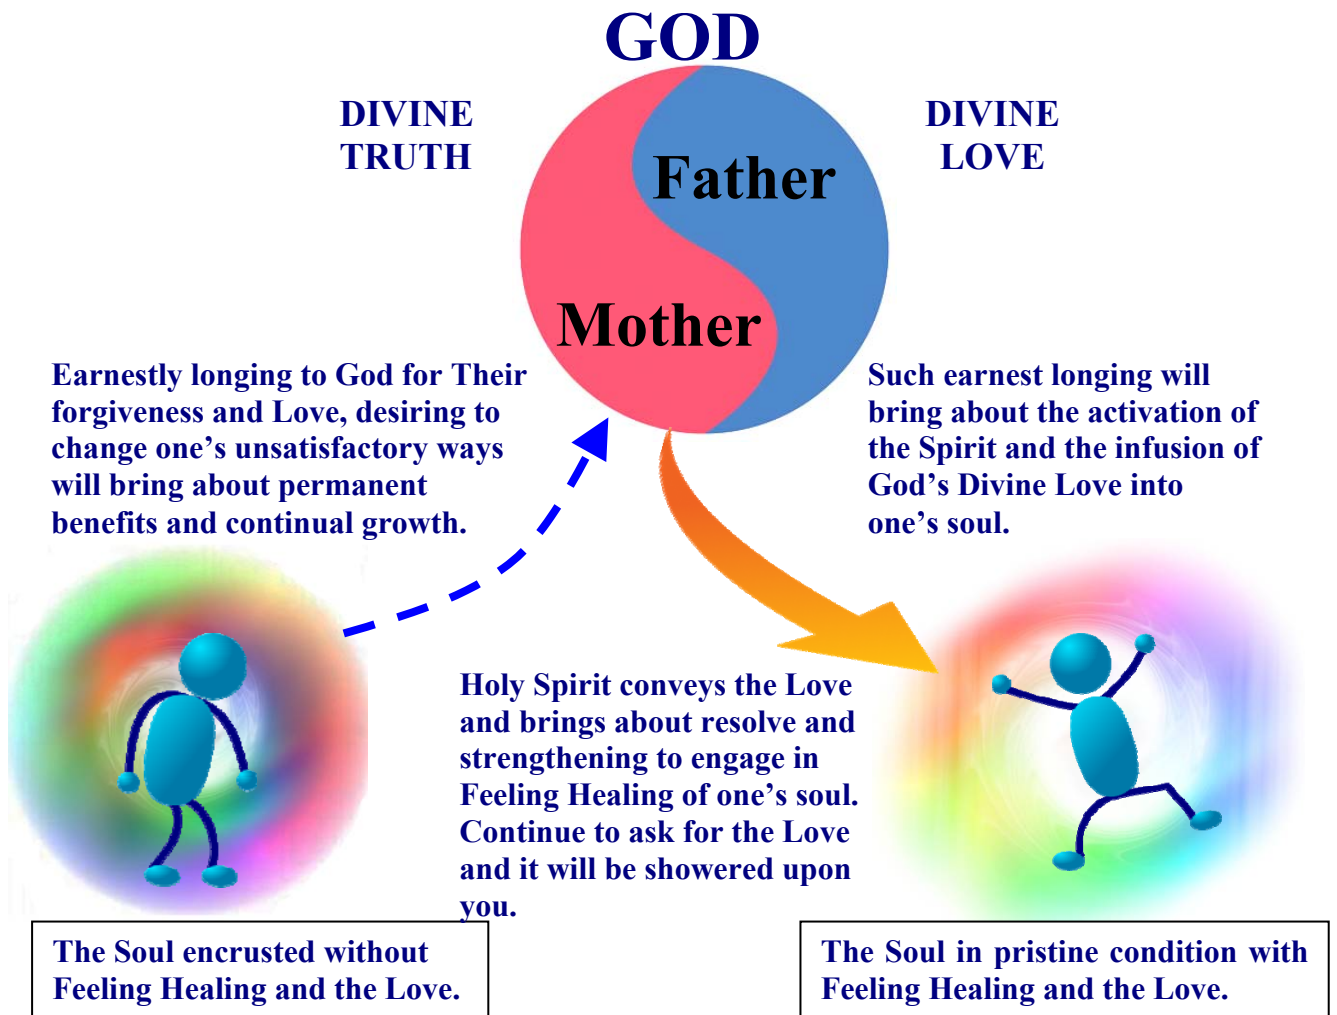 GOD
DIVINE
TRUTH
DIVINE
LOVE
Father
Mother
Earnestly longing to God for Their
forgiveness and Love, desiring to
change one’s unsatisfactory ways
will bring about permanent
benefits and continual growth.
Such earnest longing will
bring about the activation of
the Spirit and the infusion of
God’s Divine Love into
one’s soul.
Holy Spirit conveys the Love
and brings about resolve and
strengthening to engage in
Feeling Healing of one’s soul.
Continue to ask for the Love
and it will be showered upon
you.
The Soul encrusted without
Feeling Healing and the Love.
The Soul in pristine condition with
Feeling Healing and the Love.